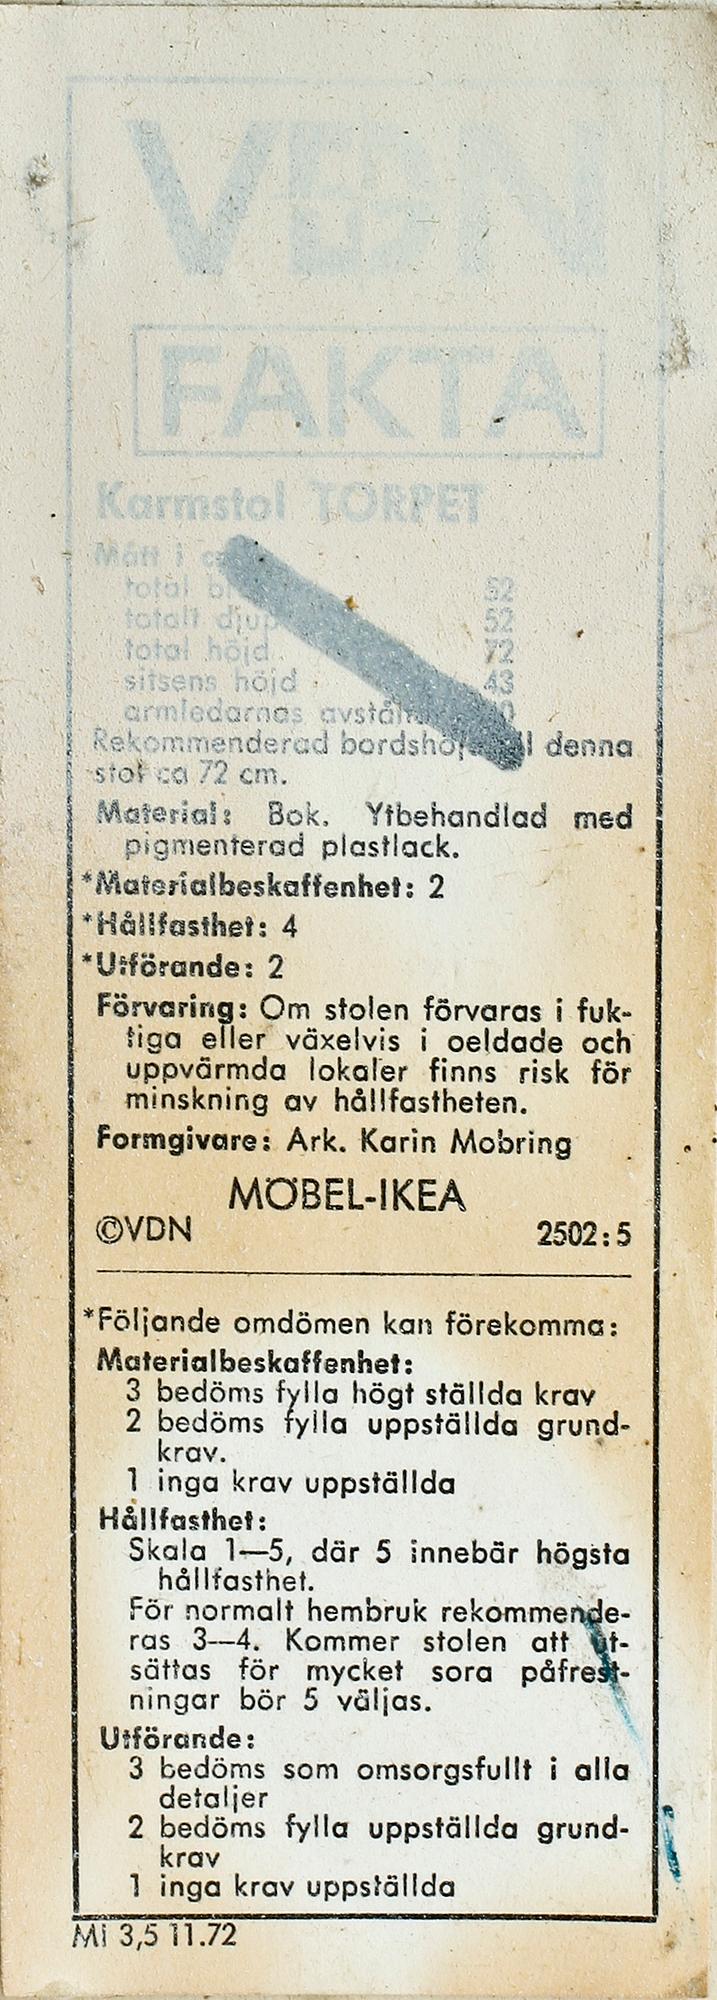 VDN
FAKTA
Karmstol TORPET
Mått i
total 52
totalt djup 52
total höjd 72
sitsens höjd 43
armledarnas
Rekommenderad denna
stol ca 72 cm.
Material: Bok. Ytbehandlad med
pigmenterad plastlack.
*Materialbeskaffenhet: 2
*Hållfasthet: 4
*Utförande: 2
Förvaring: Om stolen förvaras i fuk-
tiga eller växelvis i oeldade och
uppvärmda lokaler finns risk för
minskning av hållfastheten.
Formgivare: Ark. Karin Mobring
MÖBEL-IKEA
©VDN 2502:5
*Följande omdömen kan förekomma:
Materialbeskaffenhet:
3 bedöms fylla högt ställda krav
2 bedöms fylla uppställda grund-
krav.
1 inga krav uppställda
Hållfasthet:
Skala 1—5, där 5 innebär högsta
hållfasthet.
För normalt hembruk rekommende-
ras 3—4. Kommer stolen att ut-
sättas för mycket sora påfrest-
ningar bör 5 väljas.
Utförande:
3 bedöms som omsorgsfullt i alla
detaljer
2 bedöms fylla uppställda grund-
krav
1 inga krav uppställda
MI 3,5 11.72